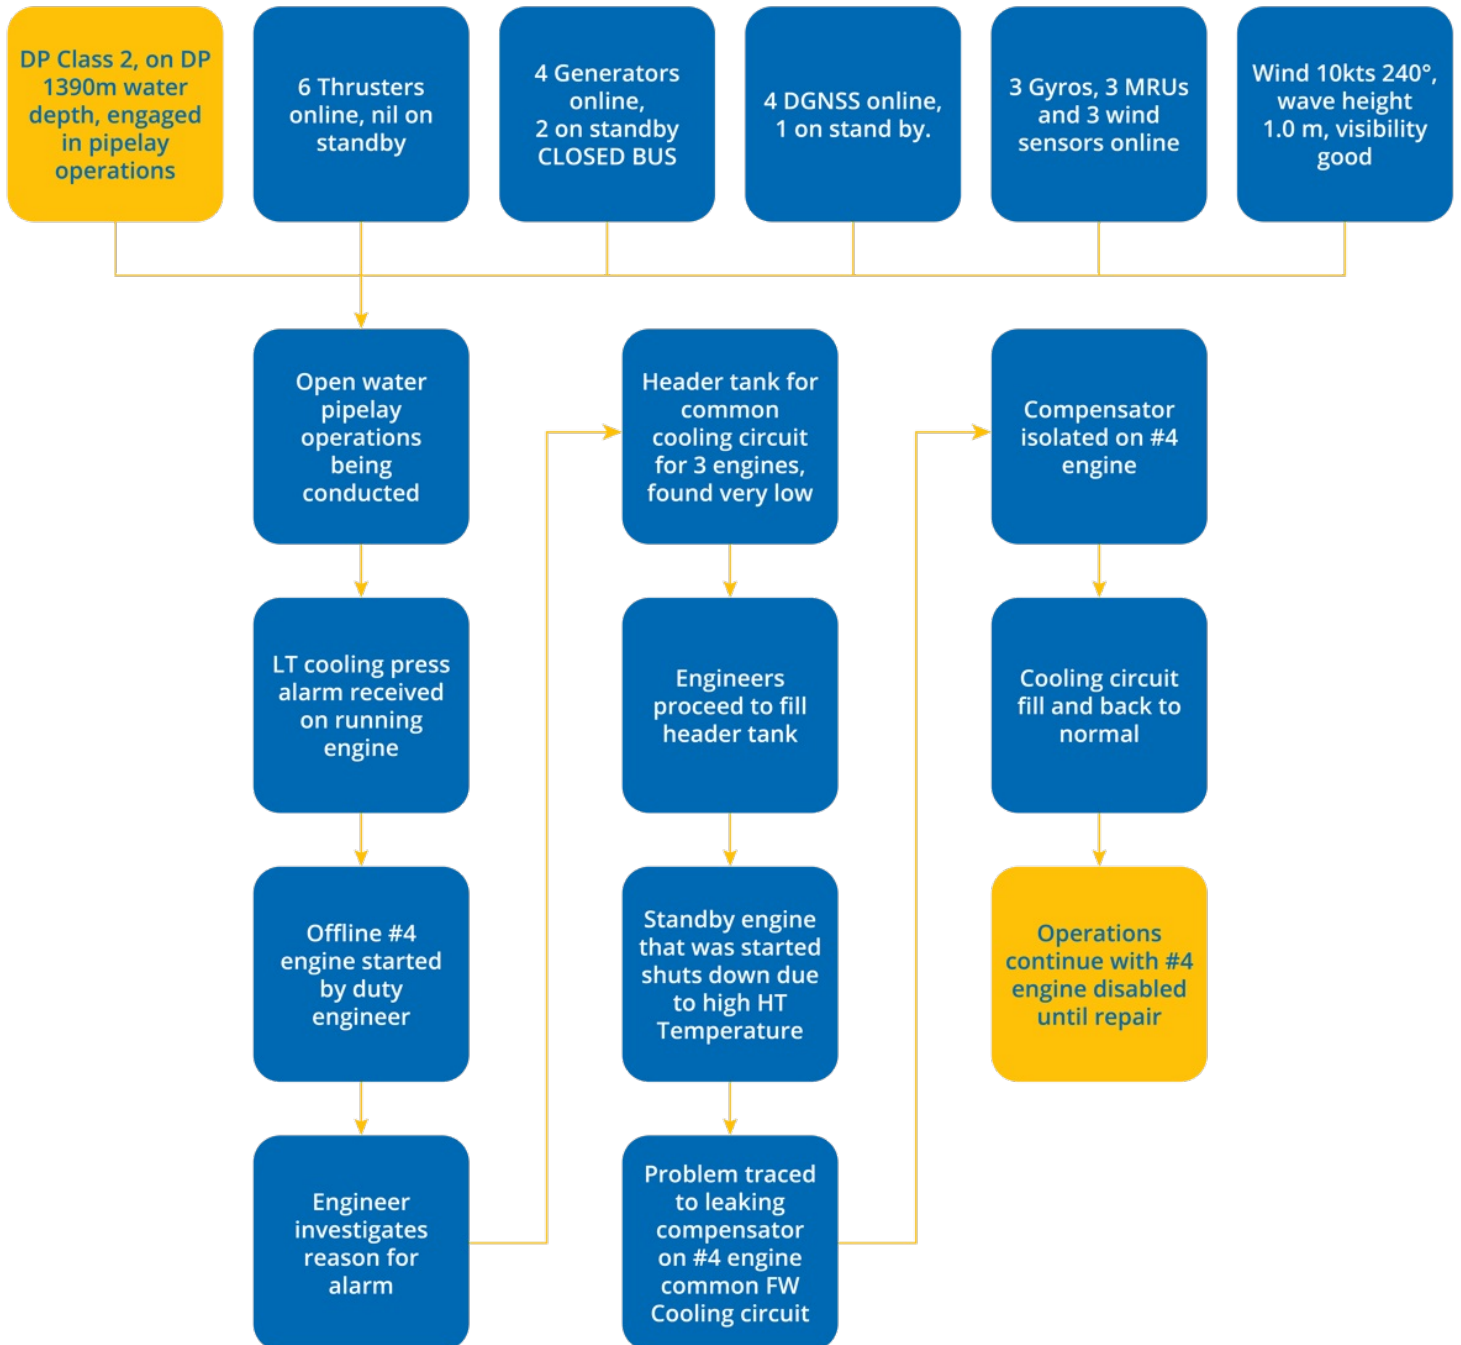 DP Class 2, on DP
1390m water
depth, engaged
in pipelay
operations
6 Thrusters
online, nil on
standby
4 Generators
online,
2 on standby
CLOSED BUS
4 DGNSS online,
1 on stand by.
3 Gyros, 3 MRUs
and 3 wind
sensors online
Wind 10kts 240°,
wave height
1.0 m, visibility
good
Open water
pipelay
operations
being
conducted
LT cooling press
alarm received
on running
engine
Offline #4
engine started
by duty
engineer
Engineer
investigates
reason for
alarm
Header tank for
common
cooling circuit
for 3 engines,
found very low
Engineers
proceed to fill
header tank
Standby engine
that was started
shuts down due
to high HT
Temperature
Problem traced
to leaking
compensator
on #4 engine
common FW
Cooling circuit
Compensator
isolated on #4
engine
Cooling circuit
fill and back to
normal
Operations
continue with #4
engine disabled
until repair